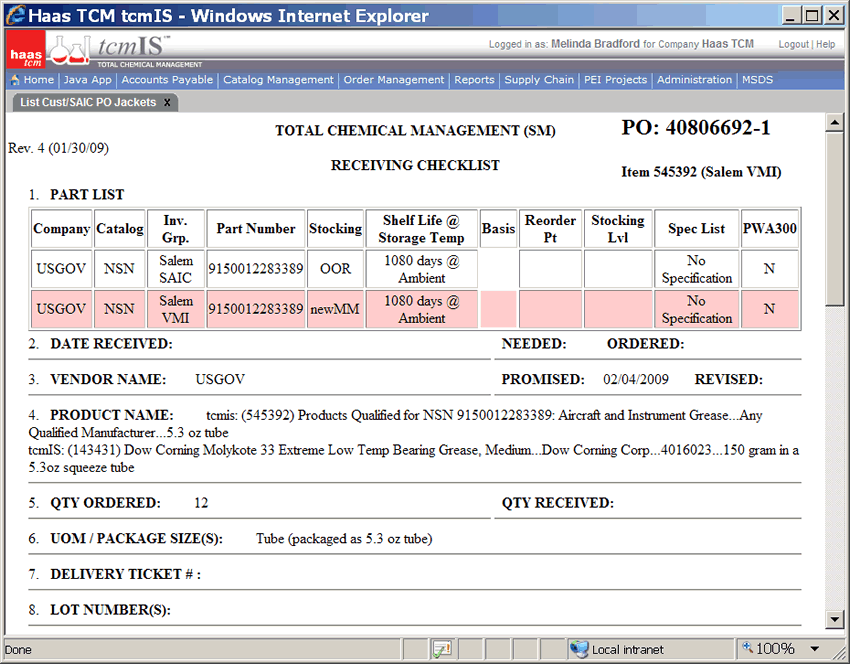 Haas TCM tcmIS - Windows Internet Explorer
haas tcm
tcmIS™
TOTAL CHEMICAL MANAGEMENT
Logged in as: Melinda Bradford for Company Haas TCM
Logout | Help
Home | Java App | Accounts Payable | Catalog Management | Order Management | Reports | Supply Chain | PEI Projects | Administration | MSDS
List Cust/SAIC PO Jackets x
TOTAL CHEMICAL MANAGEMENT (SM)
PO: 40806692-1
Rev. 4 (01/30/09)
RECEIVING CHECKLIST
Item 545392 (Salem VMI)
1. PART LIST
Company Catalog Inv. Grp. Part Number Stocking Shelf Life @ Storage Temp Basis Reorder Pt Stocking Lvl Spec List PWA300
USGOV NSN Salem SAIC 9150012283389 OOR 1080 days @ Ambient No Specification N
USGOV NSN Salem VMI 9150012283389 newMM 1080 days @ Ambient No Specification N
2. DATE RECEIVED: NEEDED: ORDERED:
3. VENDOR NAME: USGOV PROMISED: 02/04/2009 REVISED:
4. PRODUCT NAME: tcmis: (545392) Products Qualified for NSN 9150012283389: Aircraft and Instrument Grease...Any
Qualified Manufacturer...5.3 oz tube
tcmIS: (143431) Dow Corning Molykote 33 Extreme Low Temp Bearing Grease, Medium...Dow Corning Corp...4016023...150 gram in a
5.3oz squeeze tube
5. QTY ORDERED: 12 QTY RECEIVED:
6. UOM / PACKAGE SIZE(S): Tube (packaged as 5.3 oz tube)
7. DELIVERY TICKET # :
8. LOT NUMBER(S):
Done
Local intranet
100%